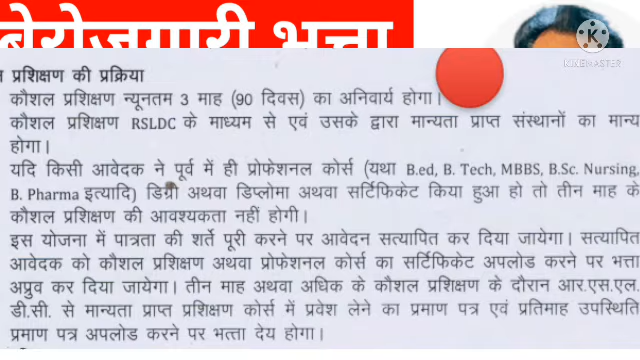 बेरोजगारी भत्ता
KINEMASTER
प्रशिक्षण की प्रक्रिया
कौशल प्रशिक्षण न्यूनतम 3 माह (90 दिवस) का अनिवार्य होगा।
कौशल प्रशिक्षण RSLDC के माध्यम से एवं उसके द्वारा मान्यता प्राप्त संस्थानों का मान्य
होगा।
यदि किसी आवेदक ने पूर्व में ही प्रोफेशनल कोर्स (यथा B.ed, B. Tech, MBBS, B.Sc. Nursing,
B. Pharma इत्यादि) डिग्री अथवा डिप्लोमा अथवा सर्टिफिकेट किया हुआ हो तो तीन माह के
कौशल प्रशिक्षण की आवश्यकता नहीं होगी।
इस योजना में पात्रता की शर्ते पूरी करने पर आवेदन सत्यापित कर दिया जायेगा। सत्यापित
आवेदक को कौशल प्रशिक्षण अथवा प्रोफेशनल कोर्स का सर्टिफिकेट अपलोड करने पर भत्ता
अप्रुव कर दिया जायेगा। तीन माह अथवा अधिक के कौशल प्रशिक्षण के दौरान आर.एस.एल.
डी.सी. से मान्यता प्राप्त प्रशिक्षण कोर्स में प्रवेश लेने का प्रमाण पत्र एवं प्रतिमाह उपस्थिति
प्रमाण पत्र अपलोड करने पर भत्ता देय होगा।